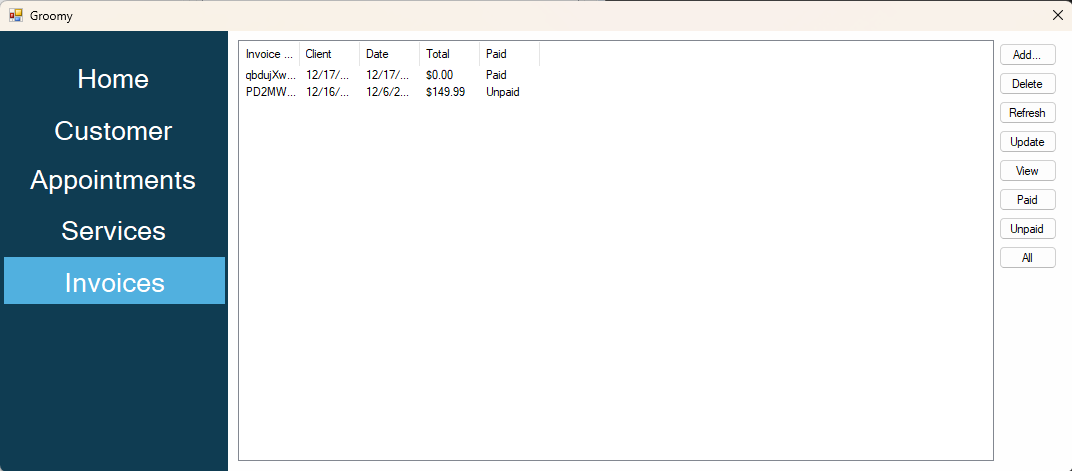 Groomy
Home
Customer
Appointments
Services
Invoices
Invoice ... Client Date Total Paid
qbdujXw... 12/17/... 12/17/... $0.00 Paid
PD2MW... 12/16/... 12/6/2... $149.99 Unpaid
Add...
Delete
Refresh
Update
View
Paid
Unpaid
All